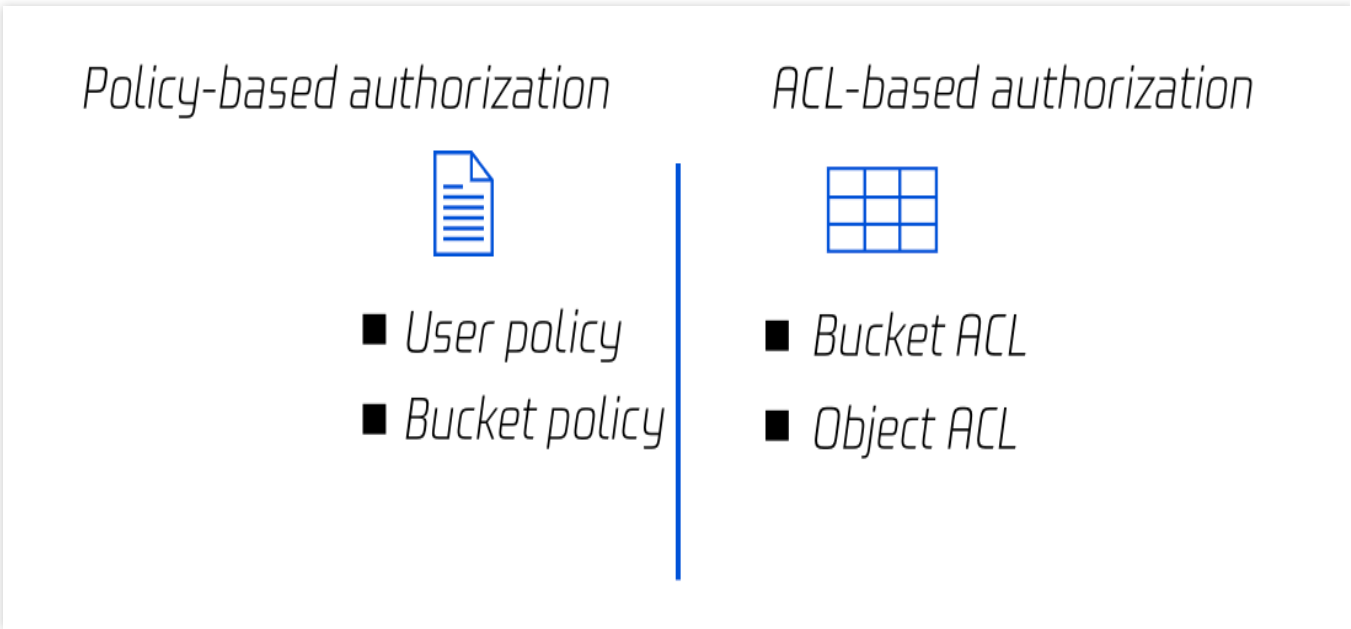 Policy-based authorization
ACL-based authorization
■ User policy
■ Bucket policy
■ Bucket ACL
■ Object ACL